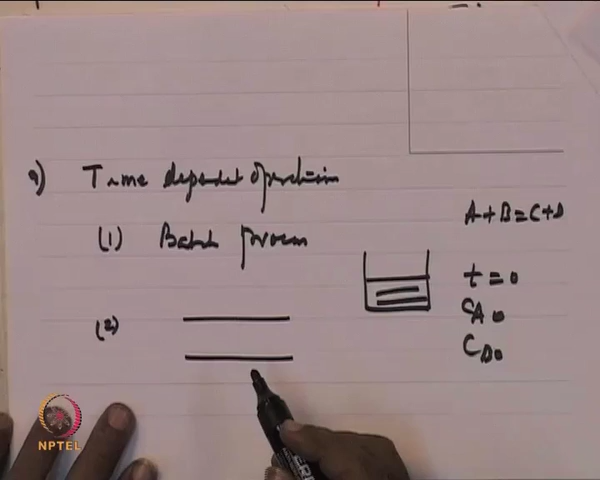 a) Time dependent operation
(1) Batch process
(2)
A+B=C+D
t=0
CA0
CB0
NPTEL